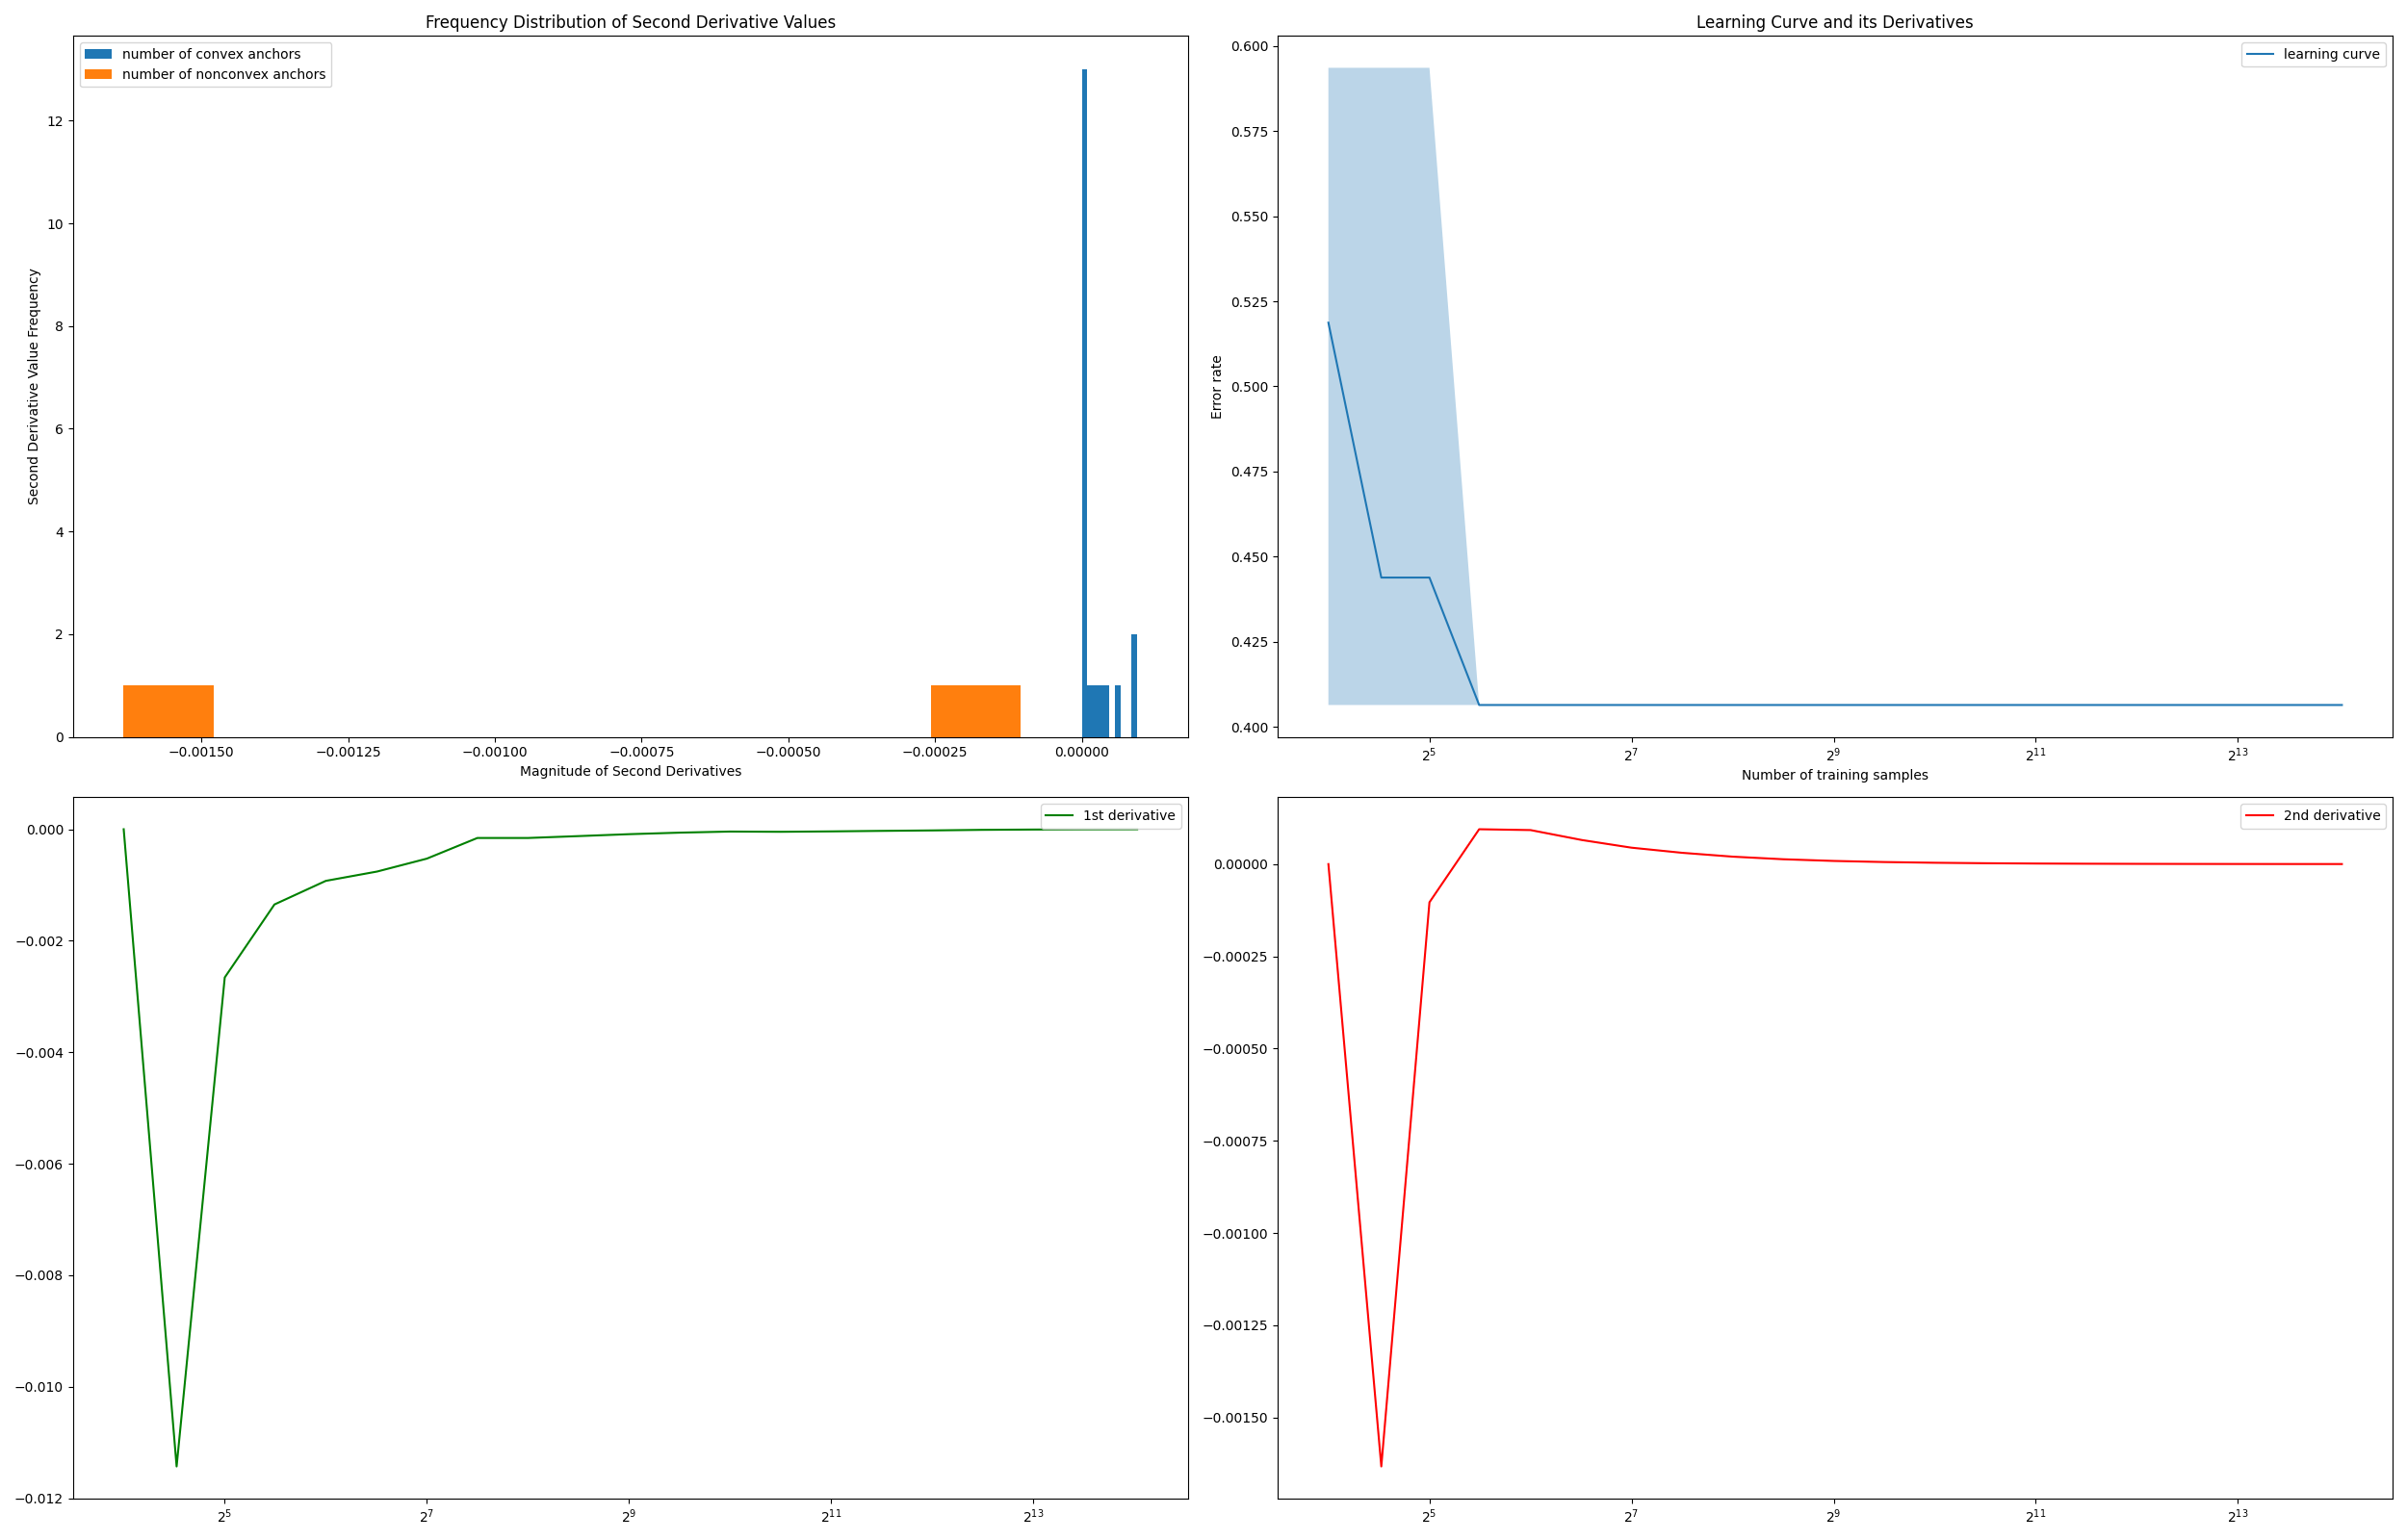 Frequency Distribution of Second Derivative Values
number of convex anchors
number of nonconvex anchors
Second Derivative Value Frequency
12
10
8
6
4
2
0
−0.00150 −0.00125 −0.00100 −0.00075 −0.00050 −0.00025 0.00000
Magnitude of Second Derivatives
Learning Curve and its Derivatives
learning curve
Error rate
0.600
0.575
0.550
0.525
0.500
0.475
0.450
0.425
0.400
2^5 2^7 2^9 2^11 2^13
Number of training samples
1st derivative
0.000
−0.002
−0.004
−0.006
−0.008
−0.010
−0.012
2^5 2^7 2^9 2^11 2^13
2nd derivative
0.00000
−0.00025
−0.00050
−0.00075
−0.00100
−0.00125
−0.00150
2^5 2^7 2^9 2^11 2^13